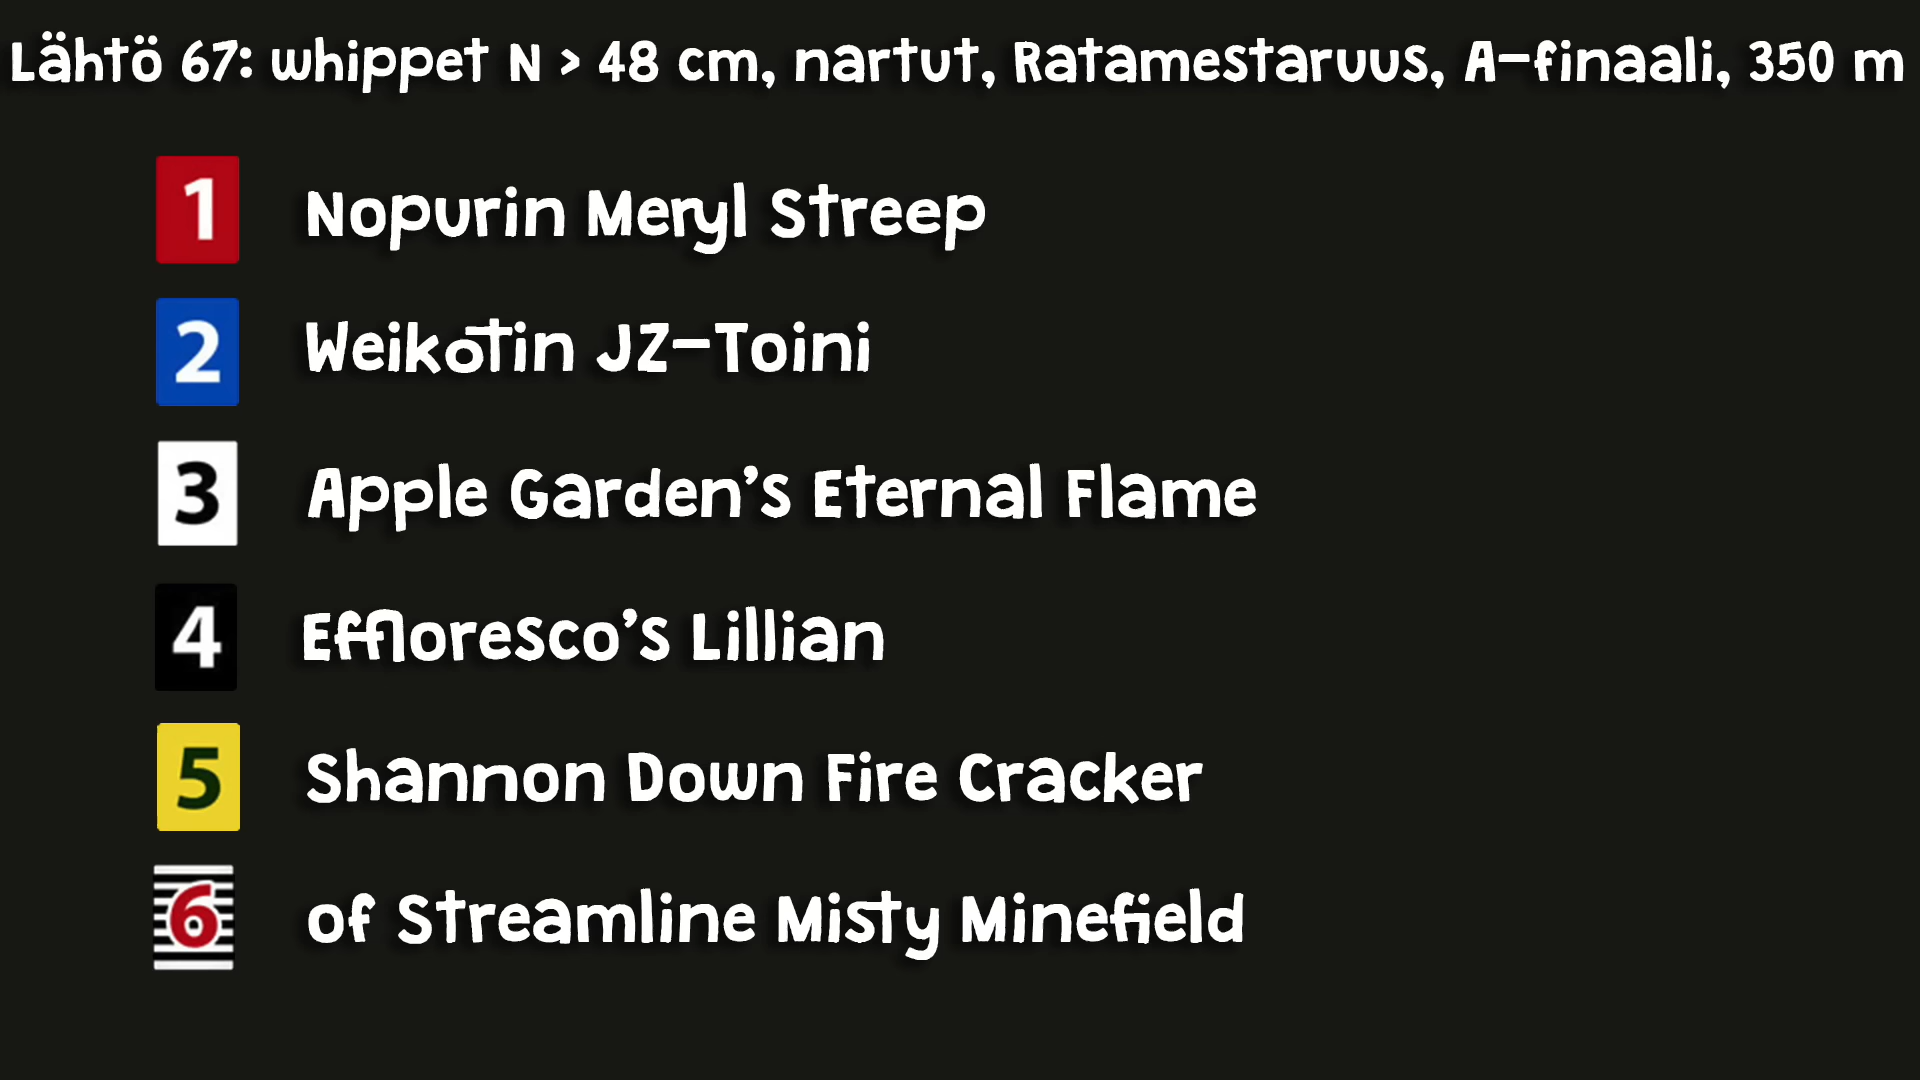 Lähtö 67: whippet N > 48 cm, nartut, Ratamestaruus, A-finaali, 350 m
1 Nopurin Meryl Streep
2 Weikotin JZ-Toini
3 Apple Garden's Eternal Flame
4 Effloresco's Lillian
5 Shannon Down Fire Cracker
6 of Streamline Misty Minefield